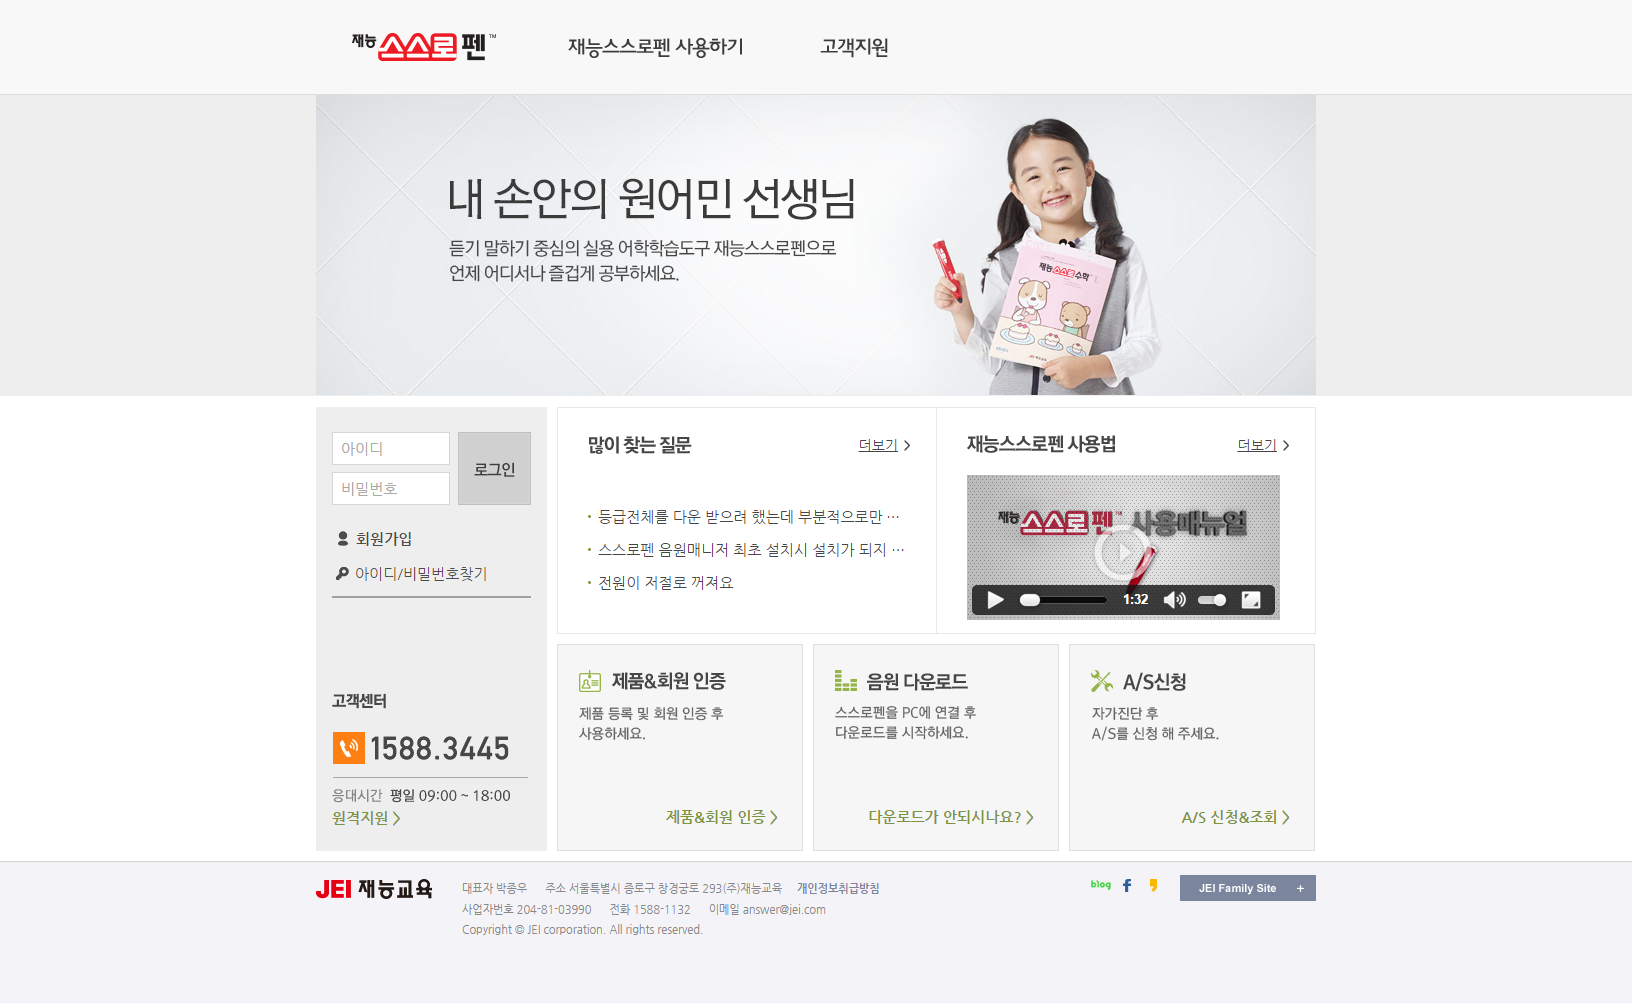 재능스스로펜™
재능스스로펜 사용하기
고객지원
내 손안의 원어민 선생님
듣기 말하기 중심의 실용 어학학습도구 재능스스로펜으로
언제 어디서나 즐겁게 공부하세요.
재능스스로수학
JEI 재능교육
아이디
비밀번호
로그인
회원가입
아이디/비밀번호찾기
고객센터
1588.3445
응대시간 평일 09:00 ~ 18:00
원격지원
많이 찾는 질문
더보기
등급전체를 다운 받으려 했는데 부분적으로만 …
스스로펜 음원매니저 최초 설치시 설치가 되지 …
전원이 저절로 꺼져요
재능스스로펜 사용법
더보기
재능스스로펜™ 사용매뉴얼
1:32
제품&회원 인증
제품 등록 및 회원 인증 후
사용하세요.
제품&회원 인증
음원 다운로드
스스로펜을 PC에 연결 후
다운로드를 시작하세요.
다운로드가 안되시나요?
A/S신청
자가진단 후
A/S를 신청 해 주세요.
A/S 신청&조회
JEI 재능교육
대표자 박종우 주소 서울특별시 종로구 창경궁로 293(주)재능교육 개인정보취급방침
사업자번호 204-81-03990 전화 1588-1132 이메일 answer@jei.com
Copyright © JEI corporation. All rights reserved.
blog
JEI Family Site +